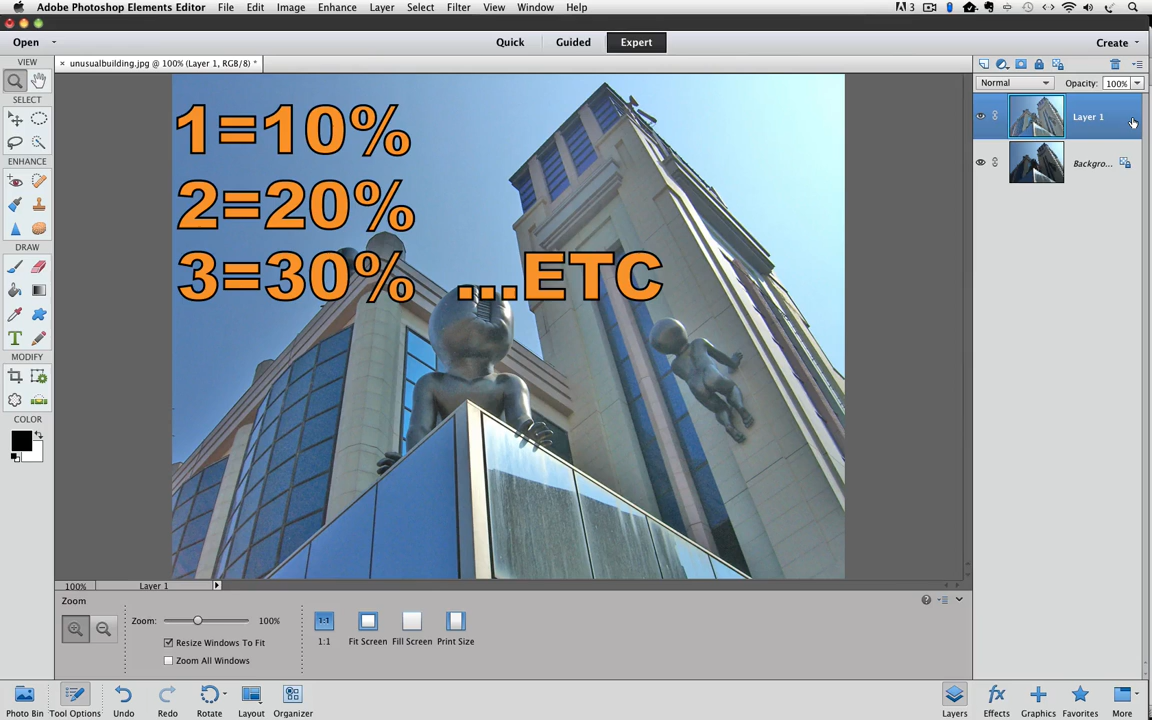 Adobe Photoshop Elements Editor File Edit Image Enhance Layer Select Filter View Window Help
3
Open Quick Guided Expert Create
VIEW
unusualbuilding.jpg @ 100% (Layer 1, RGB/8) *
Normal Opacity: 100%
SELECT
Layer 1
Backgro...
ENHANCE
DRAW
MODIFY
COLOR
1=10%
2=20%
3=30% ...ETC
100% Layer 1
Zoom
Zoom: 100%
1:1
1:1 Fit Screen Fill Screen Print Size
Resize Windows To Fit
Zoom All Windows
Photo Bin Tool Options Undo Redo Rotate Layout Organizer Layers Effects Graphics Favorites More
fx